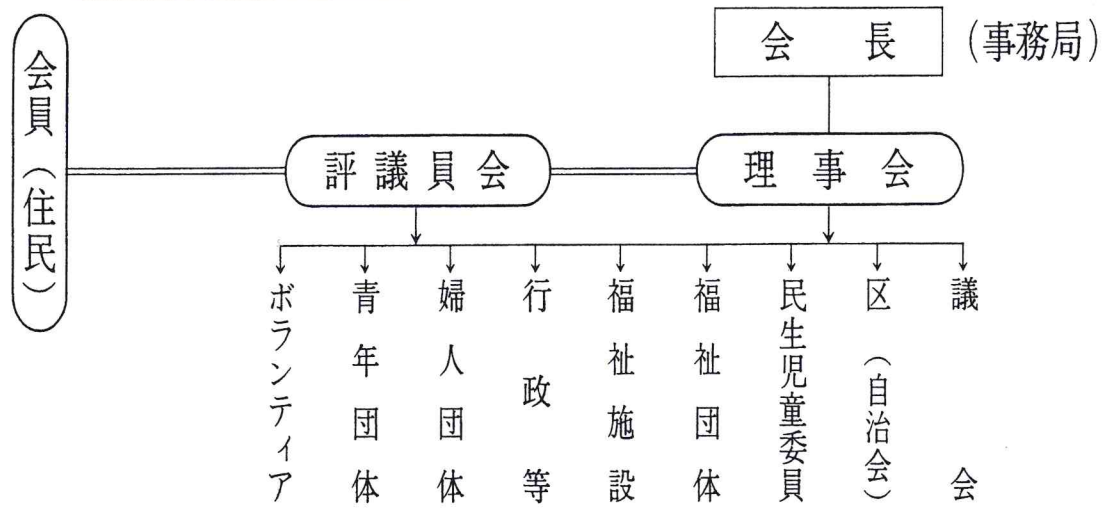 会長
(事務局)
会員(住民)
評議員会
理事会
議会
区(自治会)
民生児童委員
福祉団体
福祉施設
行政等
婦人団体
青年団体
ボランティア